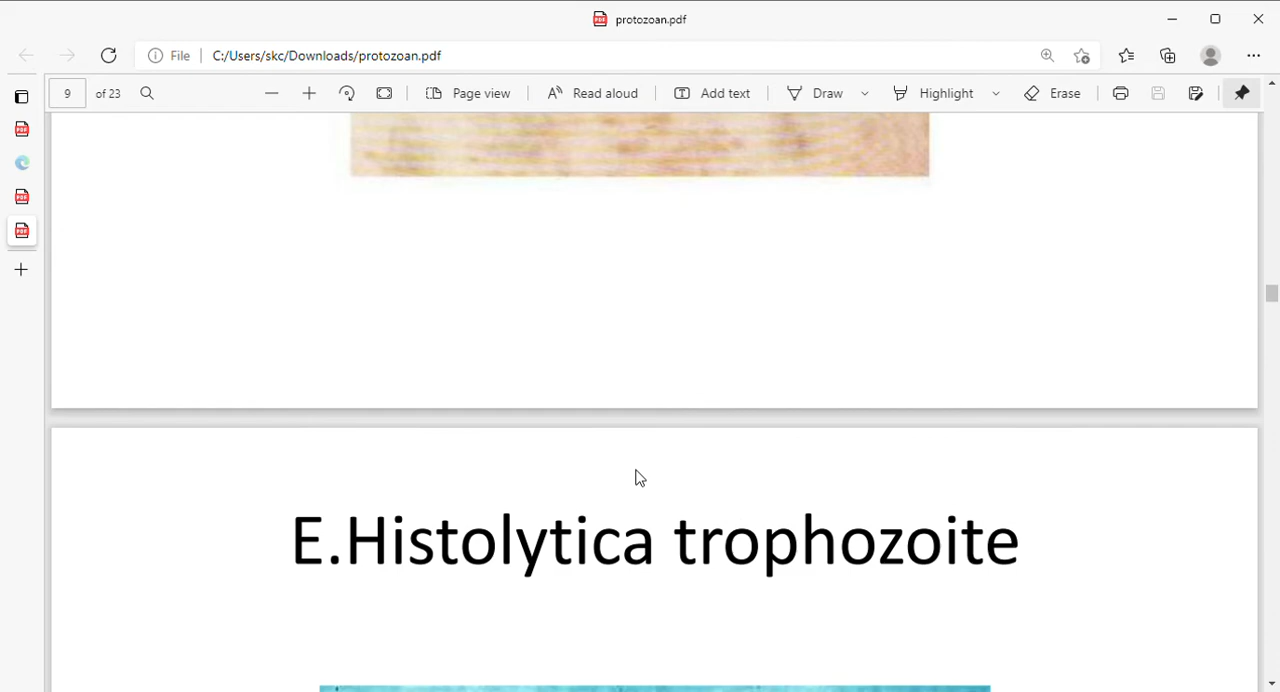 protozoan.pdf
File C:/Users/skc/Downloads/protozoan.pdf
9 of 23 Page view Read aloud Add text Draw Highlight Erase
E.Histolytica trophozoite